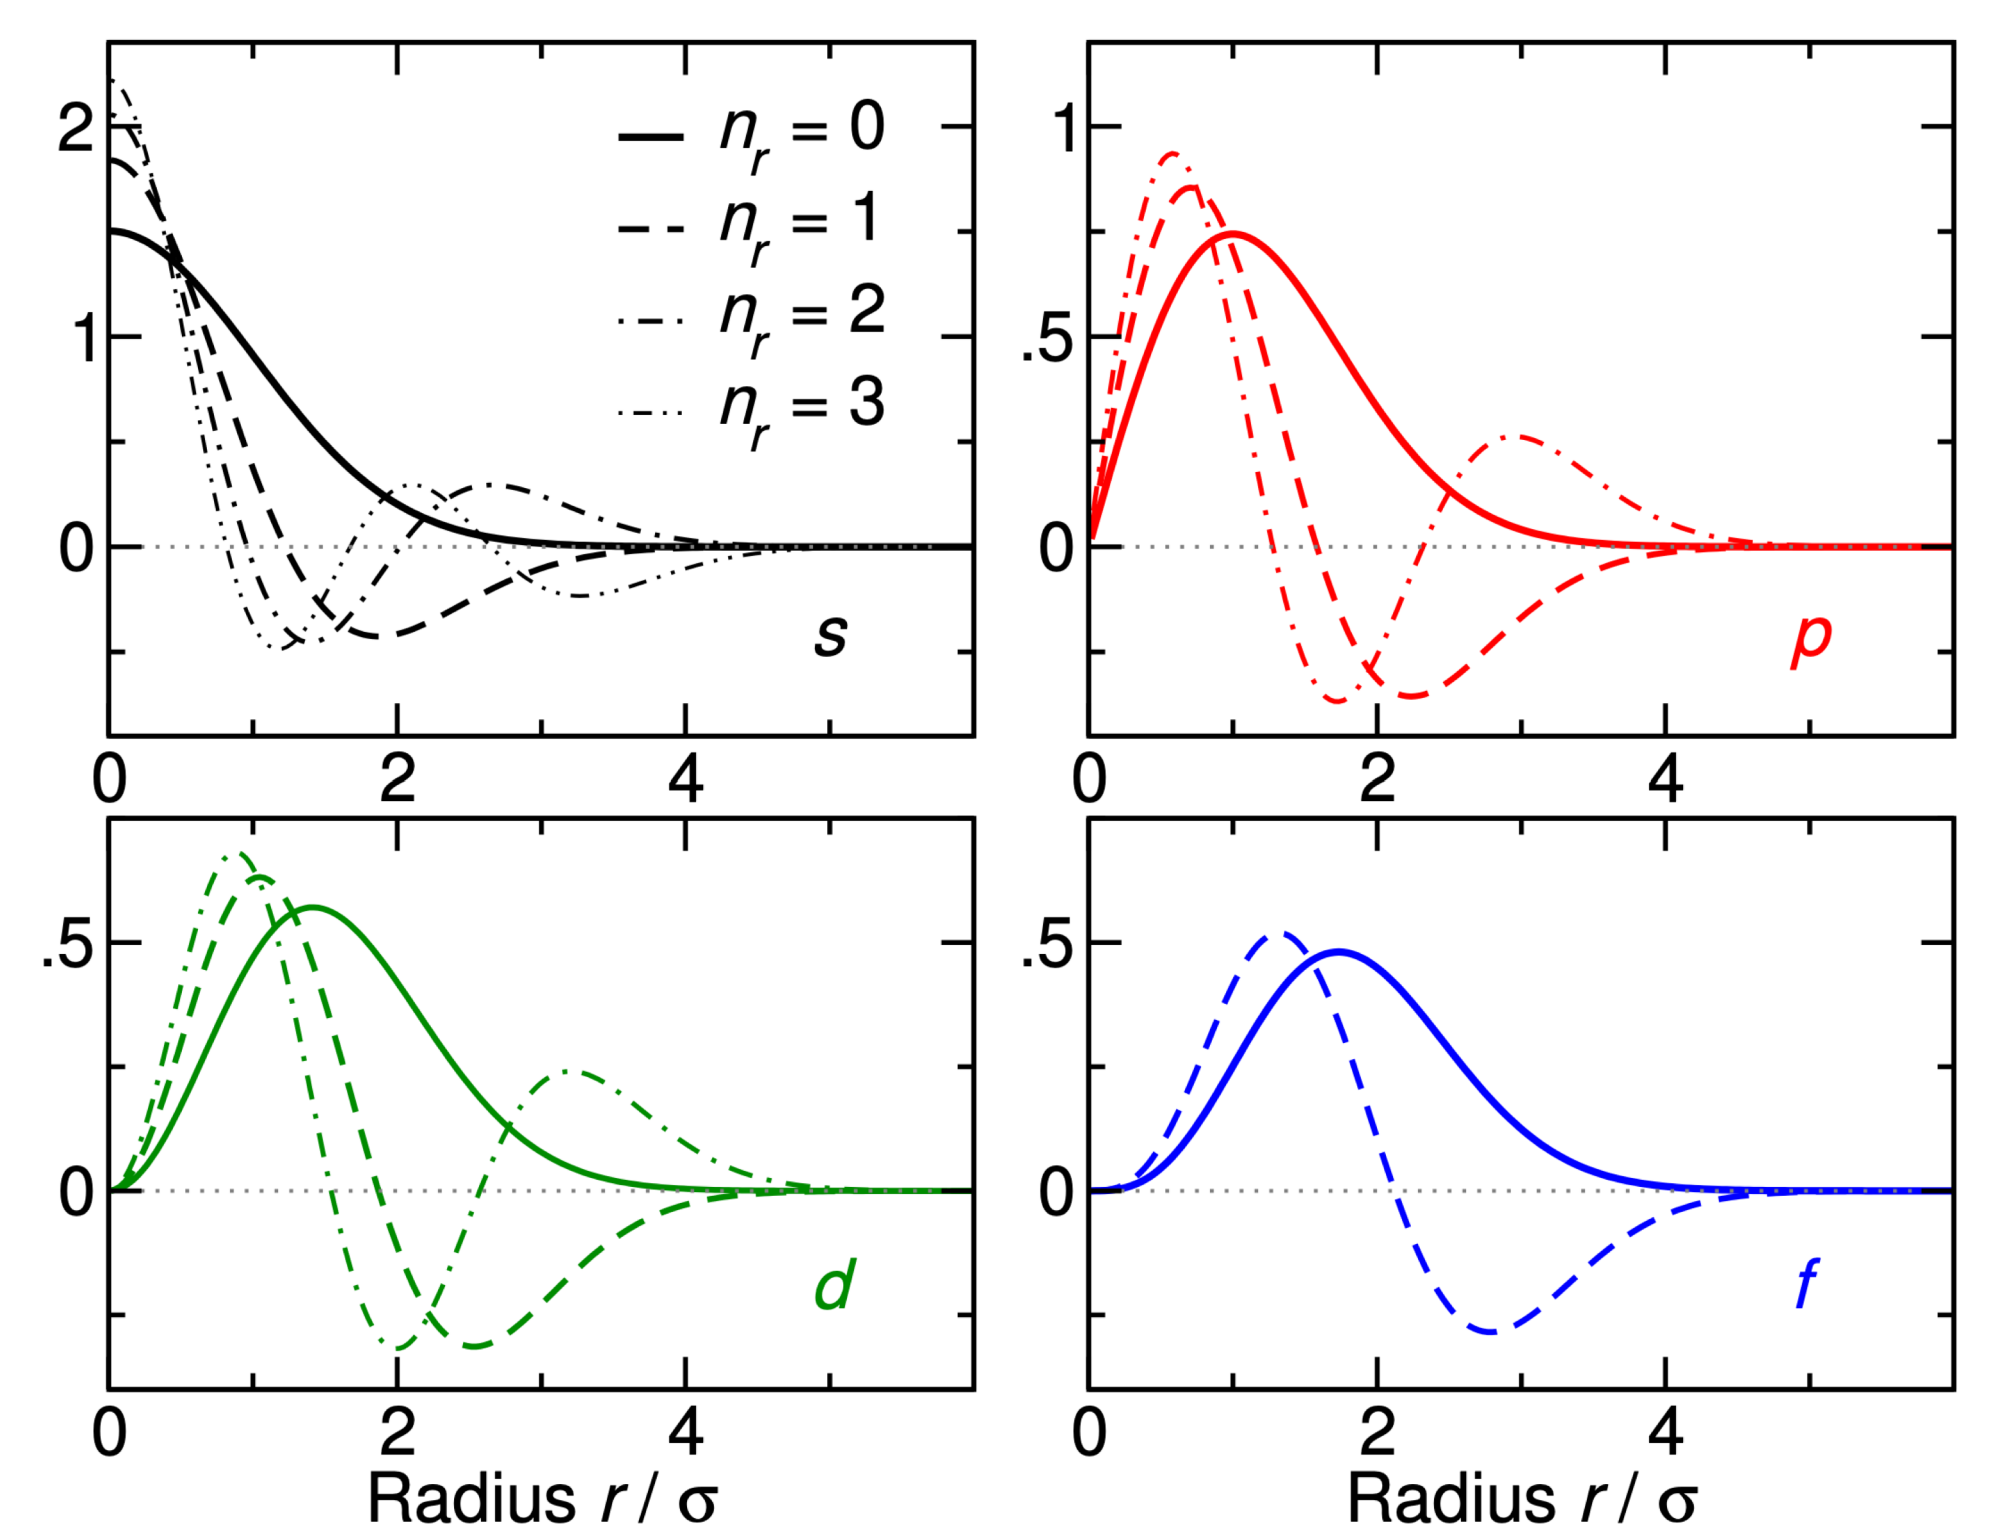 2
1
0
n_r = 0
n_r = 1
n_r = 2
n_r = 3
s
0 2 4
1
.5
0
p
0 2 4
.5
0
d
0 2 4
Radius r / σ
.5
0
f
0 2 4
Radius r / σ